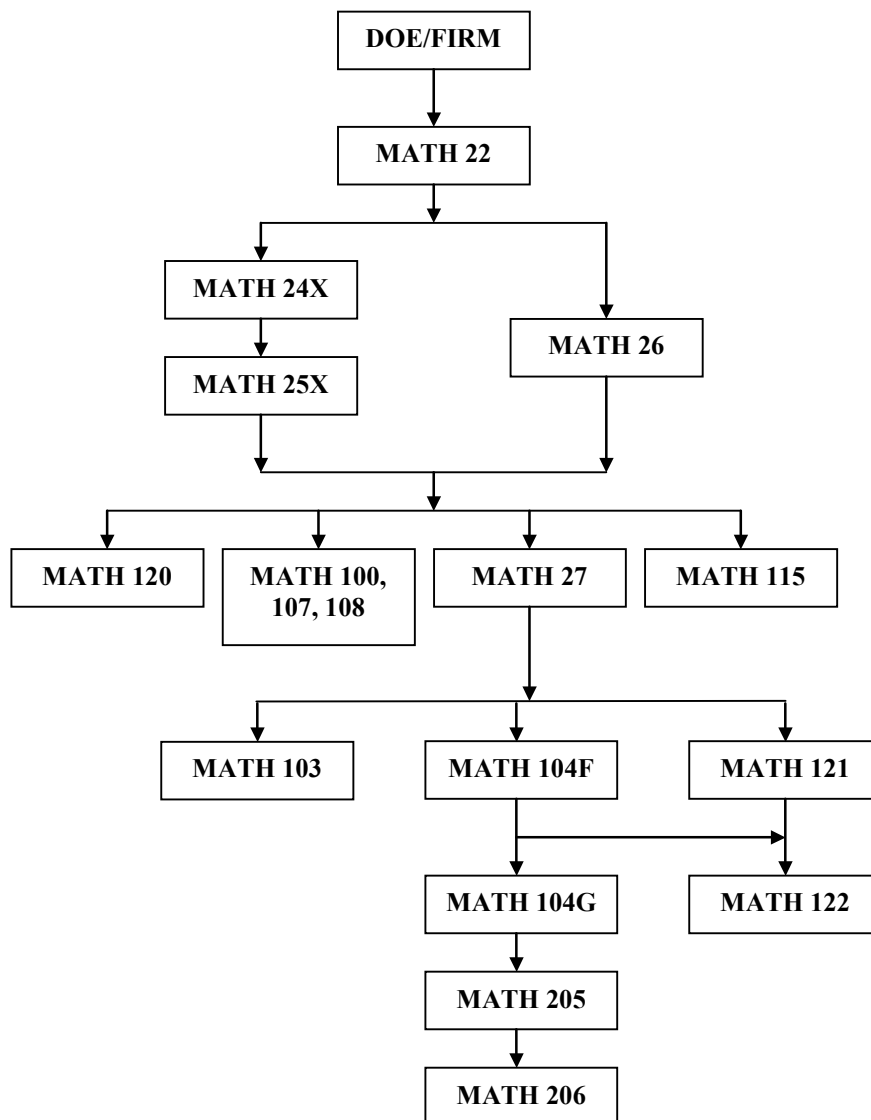 DOE/FIRM
MATH 22
MATH 24X
MATH 26
MATH 25X
MATH 120
MATH 100,
107, 108
MATH 27
MATH 115
MATH 103
MATH 104F
MATH 121
MATH 104G
MATH 122
MATH 205
MATH 206